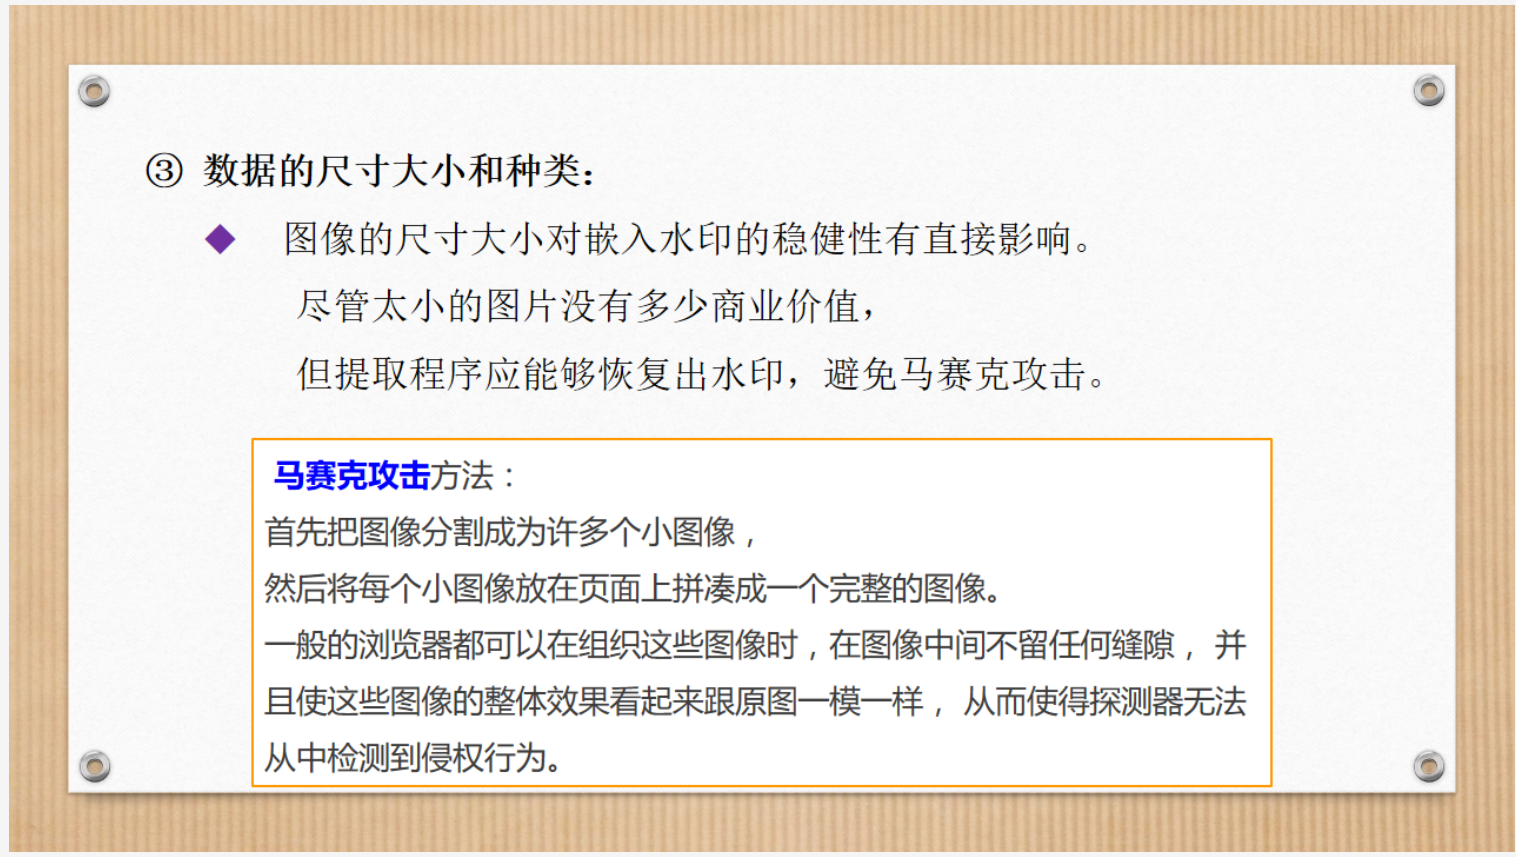 ③ 数据的尺寸大小和种类：
◆ 图像的尺寸大小对嵌入水印的稳健性有直接影响。
尽管太小的图片没有多少商业价值，
但提取程序应能够恢复出水印，避免马赛克攻击。
马赛克攻击方法：
首先把图像分割成为许多个小图像，
然后将每个小图像放在页面上拼凑成一个完整的图像。
一般的浏览器都可以在组织这些图像时，在图像中间不留任何缝隙，并
且使这些图像的整体效果看起来跟原图一模一样，从而使得探测器无法
从中检测到侵权行为。